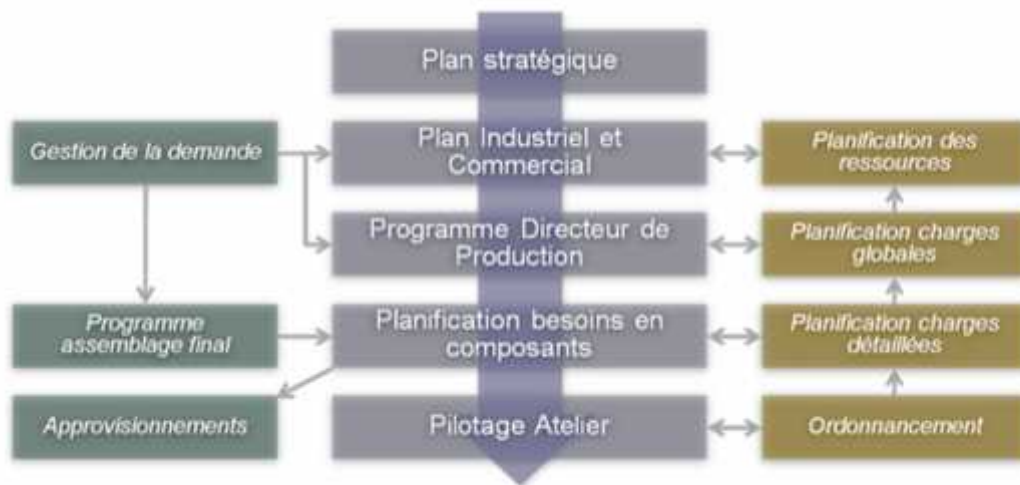 Plan stratégique
Gestion de la demande
Plan Industriel et
Commercial
Planification des
ressources
Programme Directeur de
Production
Planification charges
globales
Programme
assemblage final
Planification besoins en
composants
Planification charges
détaillées
Approvisionnements
Pilotage Atelier
Ordonnancement